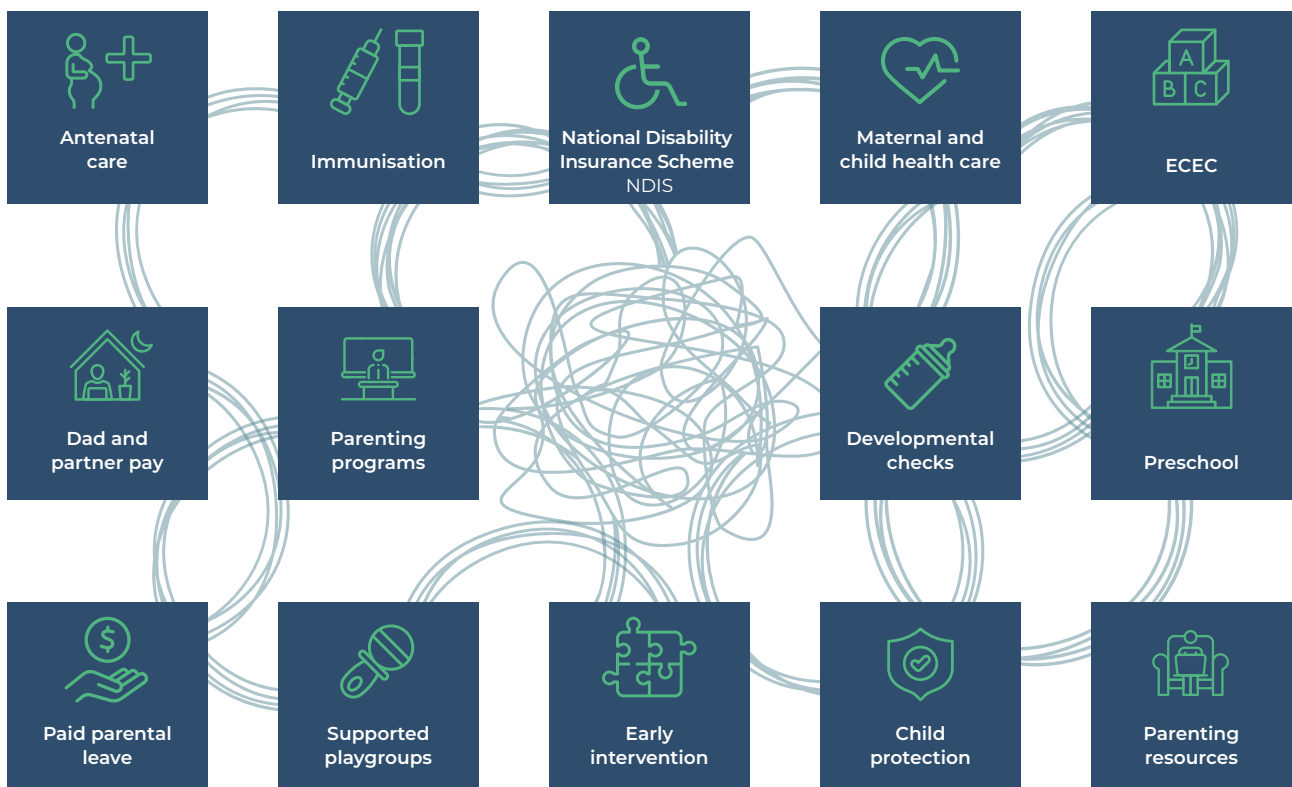 Antenatal
care
Immunisation
National Disability
Insurance Scheme
NDIS
Maternal and
child health care
A
B C
ECEC
Dad and
partner pay
Parenting
programs
Developmental
checks
Preschool
$
Paid parental
leave
Supported
playgroups
Early
intervention
Child
protection
Parenting
resources